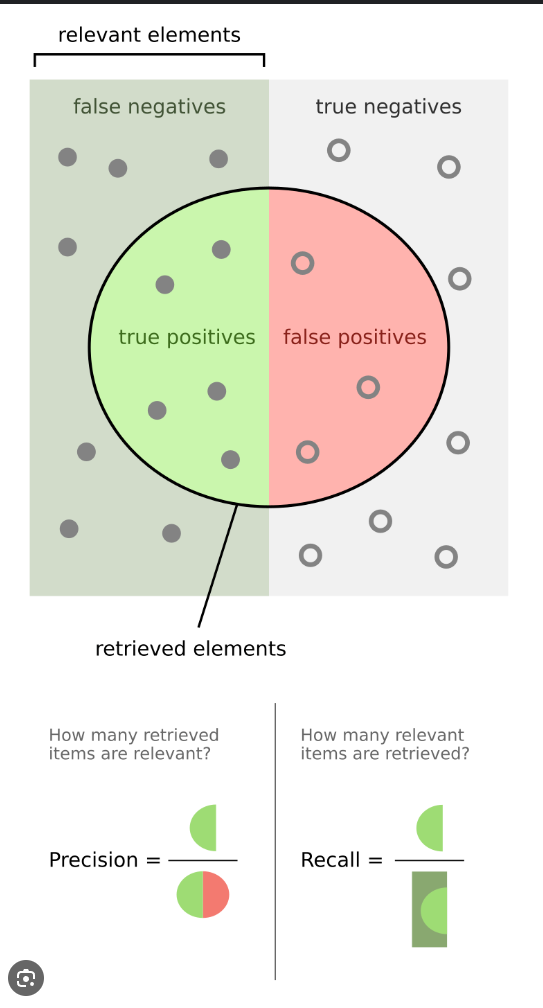 relevant elements
false negatives
true negatives
true positives
false positives
retrieved elements
How many retrieved
items are relevant?
How many relevant
items are retrieved?
Precision =
Recall =